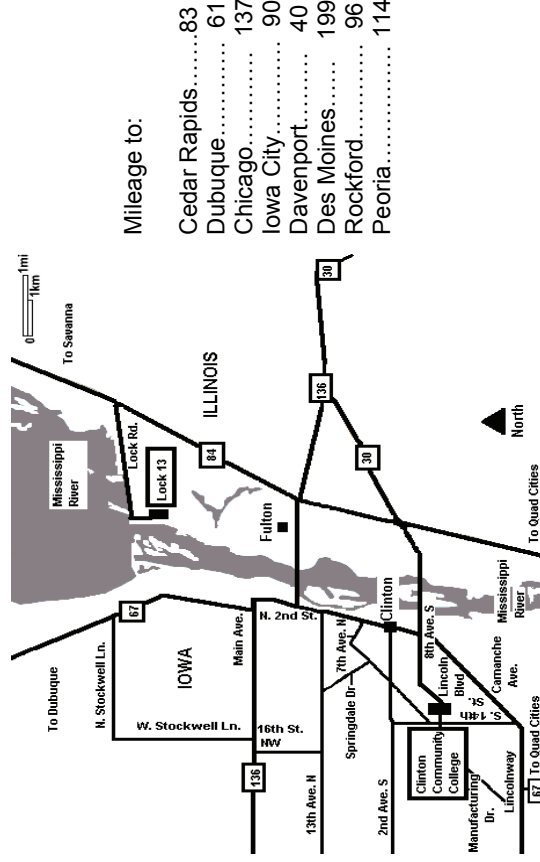 Mileage to:
Cedar Rapids........83
Dubuque............... 61
Chicago............... 137
Iowa City.............. 90
Davenport............ 40
Des Moines...... 199
Rockford............. 96
Peoria................ 114
0 1mi
1km
To Savanna
Mississippi
River
Lock Rd.
Lock 13
ILLINOIS
84
Fulton
136
30
30
North
To Quad Cities
To Dubuque
67
N. Stockwell Ln.
IOWA
Main Ave.
W. Stockwell Ln.
N. 2nd St.
16th St.
NW
136
13th Ave. N
7th Ave. N
Springdale Dr
Clinton
2nd Ave. S
8th Ave. S
Lincoln
Blvd
S. 14th
St.
Camanche
Ave.
Mississippi
River
Clinton
Community
College
Manufacturing
Dr.
Lincolnway
67
To Quad Cities